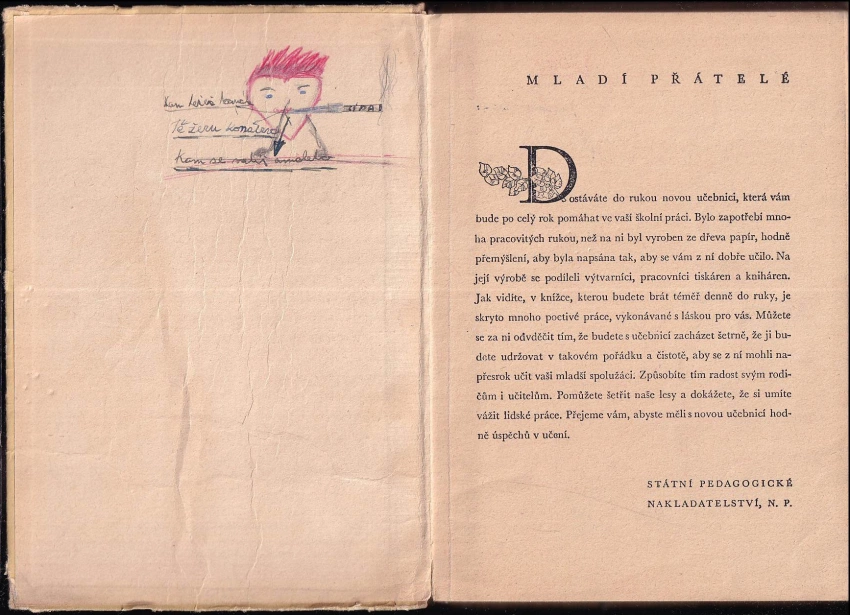 Kam se
MLADÍ PŘÁTELÉ
Dostáváte do rukou novou učebnici, která vám
bude po celý rok pomáhat ve vaší školní práci. Bylo zapotřebí mno-
ha pracovitých rukou, než na ni byl vyroben ze dřeva papír, hodně
přemýšlení, aby byla napsána tak, aby se vám z ní dobře učilo. Na
její výrobě se podíleli výtvarníci, pracovníci tiskáren a kniháren.
Jak vidíte, v knížce, kterou budete brát téměř denně do ruky, je
skryto mnoho poctivé práce, vykonávané s láskou pro vás. Můžete
se za ni odvděčit tím, že budete s učebnicí zacházet šetrně, že ji bu-
dete udržovat v takovém pořádku a čistotě, aby se z ní mohli na-
přesrok učit vaši mladší spolužáci. Způsobíte tím radost svým rodi-
čům i učitelům. Pomůžete šetřit naše lesy a dokážete, že si umíte
vážit lidské práce. Přejeme vám, abyste měli s novou učebnicí hod-
ně úspěchů v učení.
STÁTNÍ PEDAGOGICKÉ
NAKLADATELSTVÍ, N. P.